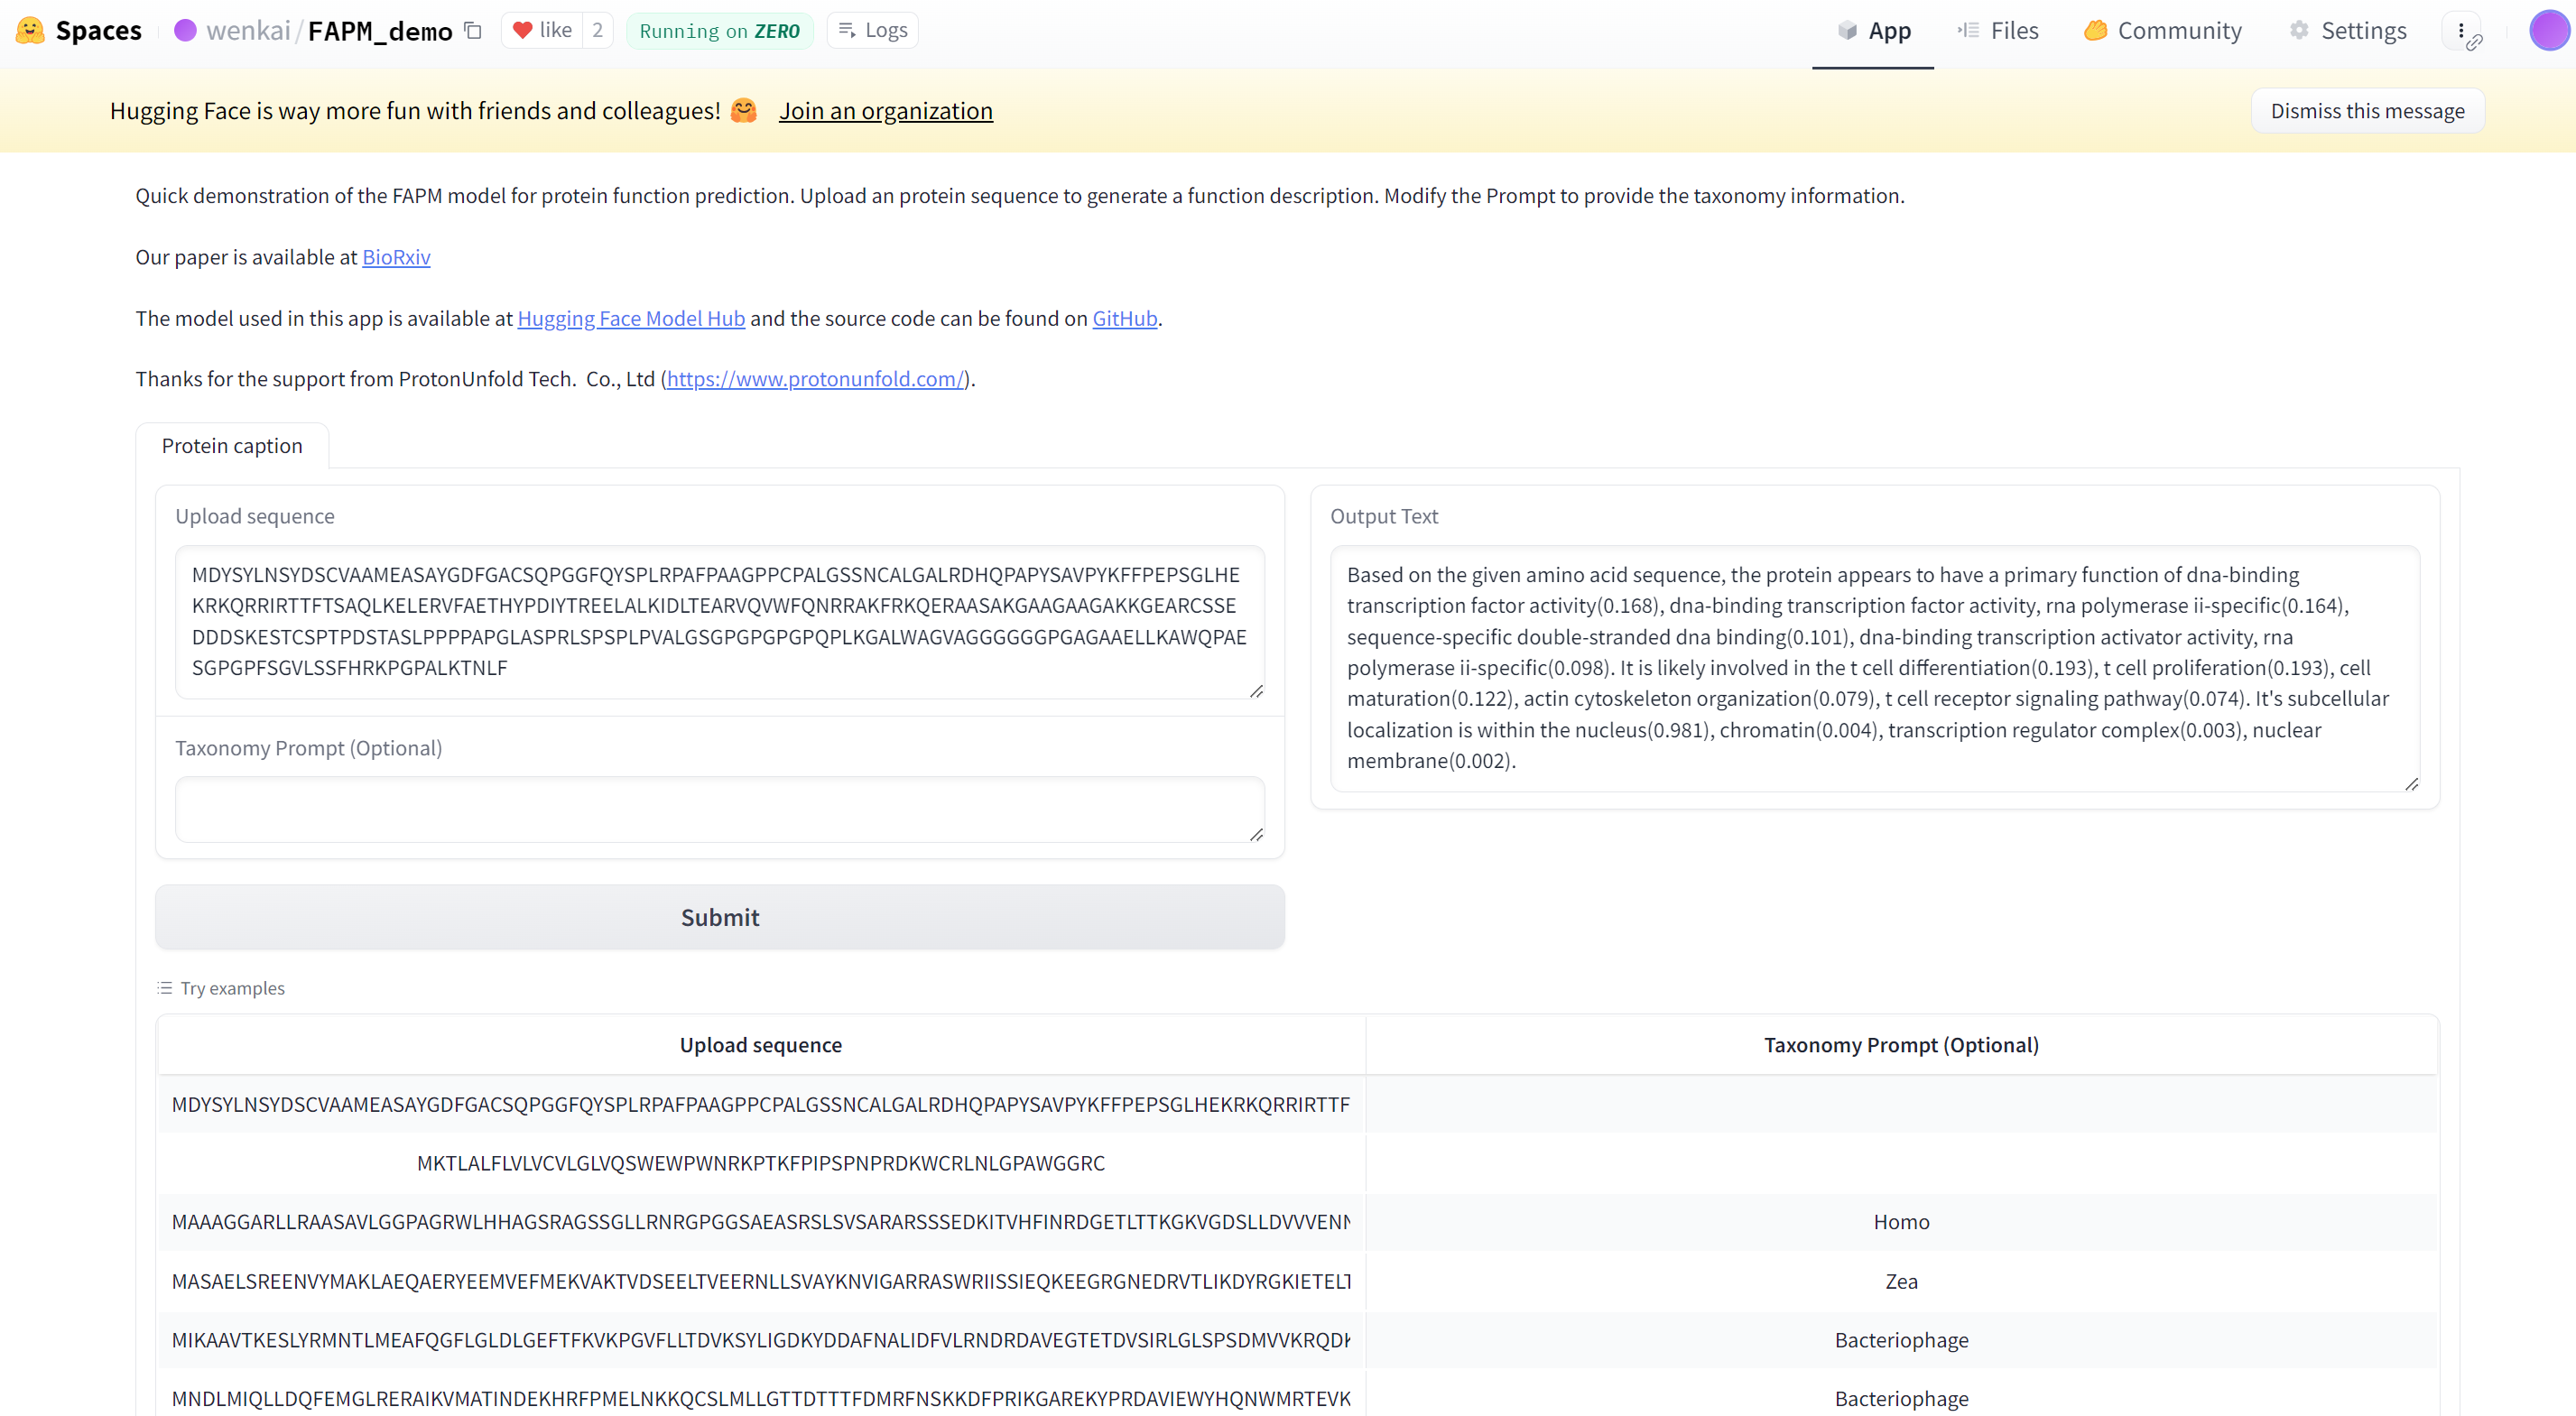 Spaces wenkai/FAPM_demo like 2 Running on ZERO Logs App Files Community Settings
Hugging Face is way more fun with friends and colleagues! 🤗 Join an organization Dismiss this message
Quick demonstration of the FAPM model for protein function prediction. Upload an protein sequence to generate a function description. Modify the Prompt to provide the taxonomy information.
Our paper is available at BioRxiv
The model used in this app is available at Hugging Face Model Hub and the source code can be found on GitHub.
Thanks for the support from ProtonUnfold Tech. Co., Ltd (https://www.protonunfold.com/).
Protein caption
Upload sequence
MDYSYLNSYDSCVAAMEASAYGDFGACSQPGGFQYSPLRPAFPAAGPPCPALGSSNCALGALRDHQPAPYSAVPYKFFPEPSGLHE
KRKQRRIRTTFTSAQLKELERVFAETHYPDIYTREELALKIDLTEARVQVWFQNRRAKFRKQERAASAKGAAGAAGAKKGEARCSSE
DDDSKESTCSPTPDSTASLPPPPAPGLASPRLSPSPLPVALGSGPGPGPGPQPLKGALWAGVAGGGGGGPGAGAAELLKAWQPAE
SGPGPFSGVLSSFHRKPGPALKTNLF
Taxonomy Prompt (Optional)
Submit
Output Text
Based on the given amino acid sequence, the protein appears to have a primary function of dna-binding
transcription factor activity(0.168), dna-binding transcription factor activity, rna polymerase ii-specific(0.164),
sequence-specific double-stranded dna binding(0.101), dna-binding transcription activator activity, rna
polymerase ii-specific(0.098). It is likely involved in the t cell differentiation(0.193), t cell proliferation(0.193), cell
maturation(0.122), actin cytoskeleton organization(0.079), t cell receptor signaling pathway(0.074). It's subcellular
localization is within the nucleus(0.981), chromatin(0.004), transcription regulator complex(0.003), nuclear
membrane(0.002).
Try examples
Upload sequence Taxonomy Prompt (Optional)
MDYSYLNSYDSCVAAMEASAYGDFGACSQPGGFQYSPLRPAFPAAGPPCPALGSSNCALGALRDHQPAPYSAVPYKFFPEPSGLHEKRKQRRIRTTF
MKTLALFLVLVCVLGLVQSWEWPWNRKPTKFPIPSPNPRDKWCRLNLGPAWGGRC
MAAAGGARLLRAASAVLGGPAGRWLHHAGSRAGSSGLLRNRGPGGSAEASRSLSVSARARSSSEDKITVHFINRDGETLTTKGKVGDSLLDVVVENN Homo
MASAELSREENVYMAKLAEQAERYEEMVEFMEKVAKTVDSEELTVEERNLLSVAYKNVIGARRASWRIISSIEQKEEGRGNEDRVTLIKDYRGKIETELT Zea
MIKAAVTKESLYRMNTLMEAFQGFLGLDLGEFTFKVKPGVFLLTDVKSYLIGDKYDDAFNALIDFVLRNDRDAVEGTETDVSIRLGLSPSDMVVKRQDK Bacteriophage
MNDLMIQLLDQFEMGLRERAIKVMATINDEKHRFPMELNKKQCSLMLLGTTDTTTFDMRFNSKKDFPRIKGAREKYPRDAVIEWYHQNWMRTEVK Bacteriophage